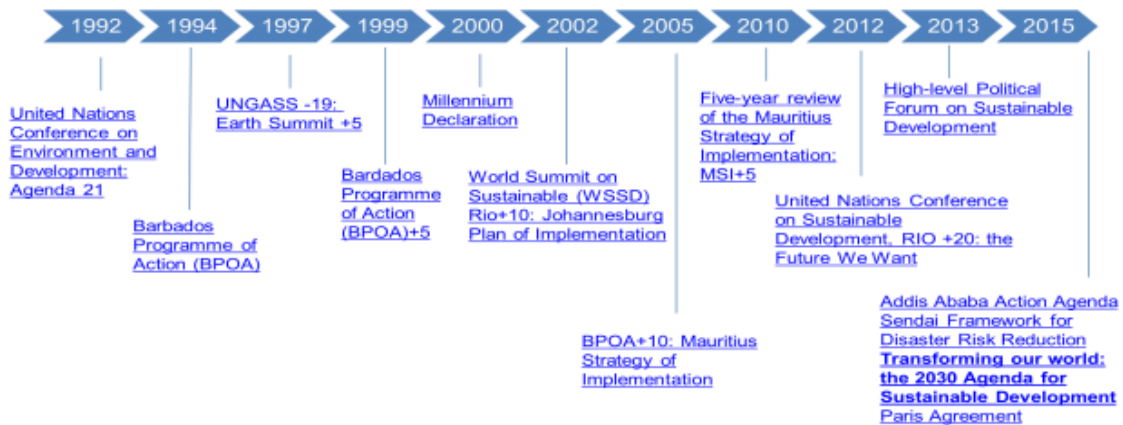 1992 1994 1997 1999 2000 2002 2005 2010 2012 2013 2015
United Nations
Conference on
Environment and
Development:
Agenda 21
Barbados
Programme of
Action (BPOA)
UNGASS -19:
Earth Summit +5
Bardados
Programme
of Action
(BPOA)+5
Millennium
Declaration
World Summit on
Sustainable (WSSD)
Rio+10: Johannesburg
Plan of Implementation
BPOA+10: Mauritius
Strategy of
Implementation
Five-year review
of the Mauritius
Strategy of
Implementation:
MSI+5
United Nations Conference
on Sustainable
Development, RIO +20: the
Future We Want
High-level Political
Forum on Sustainable
Development
Addis Ababa Action Agenda
Sendai Framework for
Disaster Risk Reduction
Transforming our world:
the 2030 Agenda for
Sustainable Development
Paris Agreement